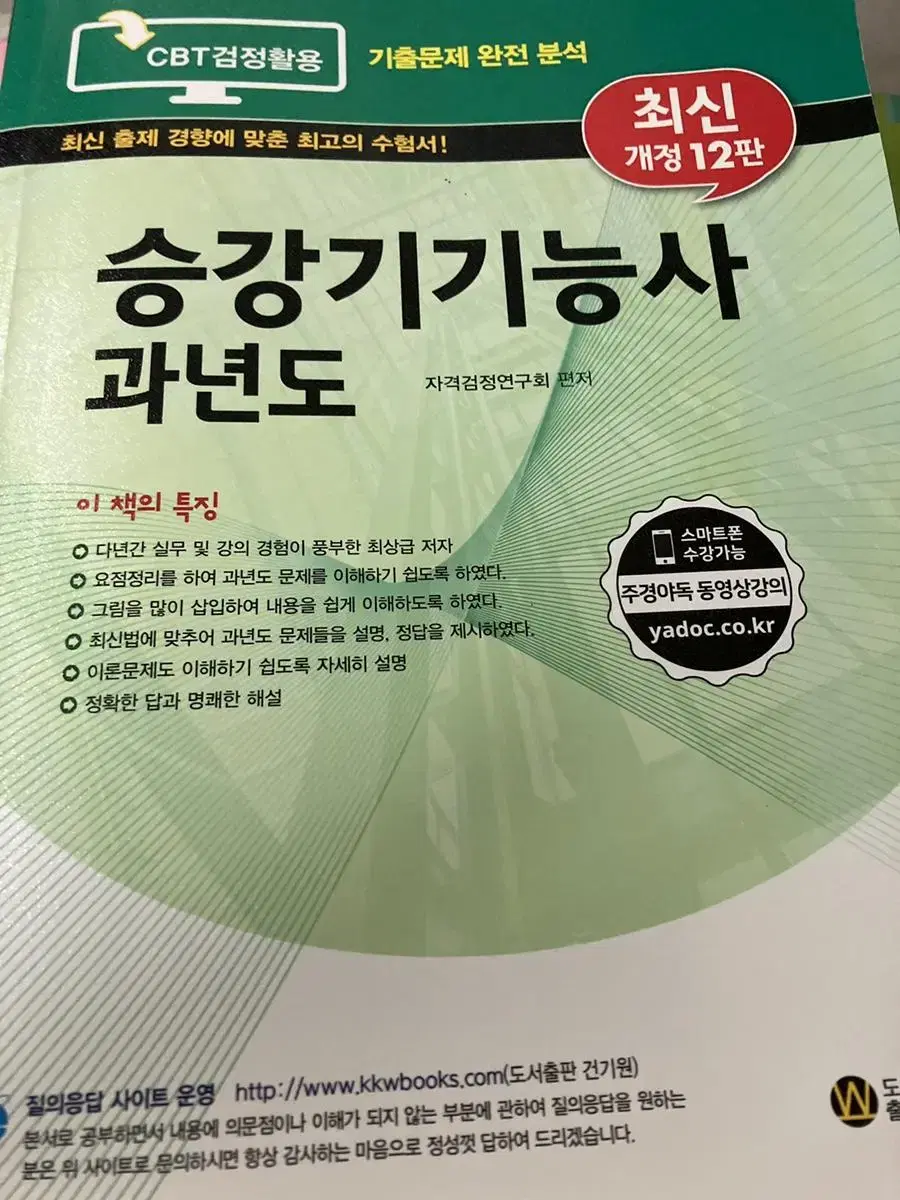 CBT검정활용
기출문제 완전 분석
최신 출제 경향에 맞춘 최고의 수험서!
최신
개정 12판
승강기기능사
과년도
자격검정연구회 편저
이 책의 특징
다년간 실무 및 강의 경험이 풍부한 최상급 저자
요점정리를 하여 과년도 문제를 이해하기 쉽도록 하였다.
그림을 많이 삽입하여 내용을 쉽게 이해하도록 하였다.
최신법에 맞추어 과년도 문제들을 설명, 정답을 제시하였다.
이론문제도 이해하기 쉽도록 자세히 설명
정확한 답과 명쾌한 해설
스마트폰
수강가능
주경야독 동영상강의
yadoc.co.kr
질의응답 사이트 운영 http://www.kkwbooks.com(도서출판 건기원)
본서로 공부하면서 내용에 의문점이나 이해가 되지 않는 부분에 관하여 질의응답을 원하는
분은 위 사이트로 문의하시면 항상 감사하는 마음으로 정성껏 답하여 드리겠습니다.
도
출